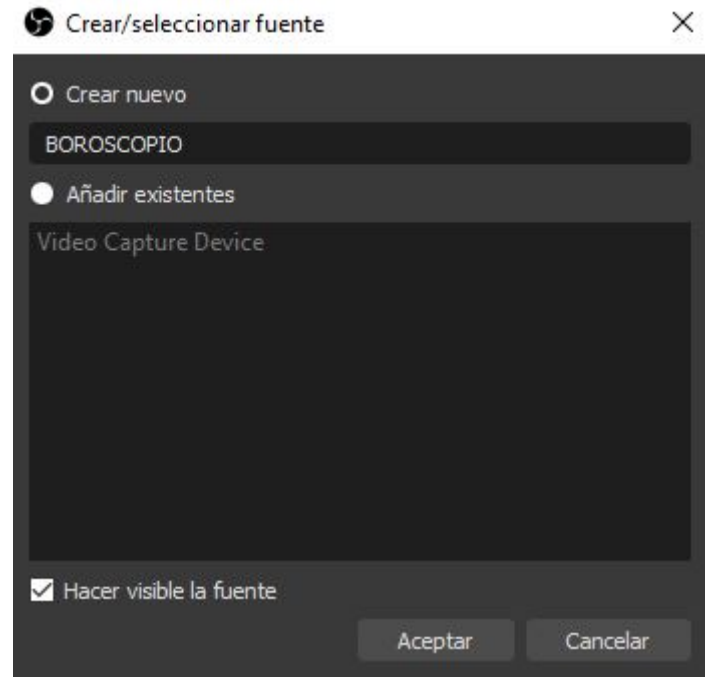 Crear/seleccionar fuente
Crear nuevo
BOROSCOPIO
Añadir existentes
Video Capture Device
Hacer visible la fuente
Aceptar Cancelar